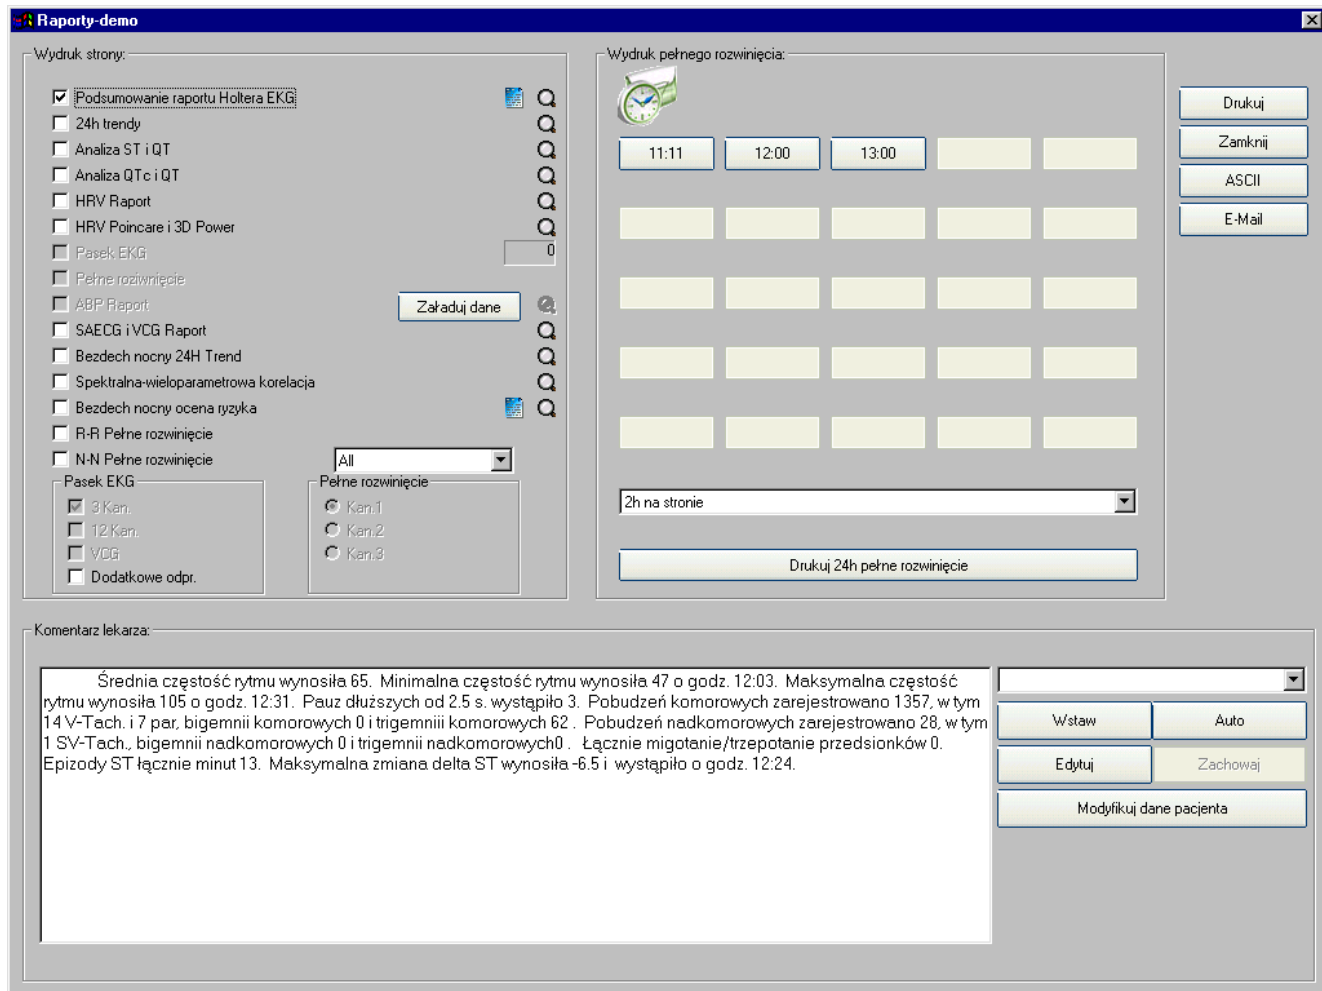 Raporty-demo
Wydruk strony:
Podsumowanie raportu Holtera EKG
24h trendy
Analiza ST i QT
Analiza QTc i QT
HRV Raport
HRV Poincare i 3D Power
Pasek EKG
0
Pełne roziwnięcie
ABP Raport
Załaduj dane
SAECG i VCG Raport
Bezdech nocny 24H Trend
Spektralna-wieloparametrowa korelacja
Bezdech nocny ocena ryzyka
R-R Pełne rozwinięcie
N-N Pełne rozwinięcie
All
Pasek EKG
3 Kan.
12 Kan.
VCG
Dodatkowe odpr.
Pełne rozwinięcie
Kan.1
Kan.2
Kan.3
Wydruk pełnego rozwinięcia:
11:11 12:00 13:00
2h na stronie
Drukuj 24h pełne rozwinięcie
Drukuj
Zamknij
ASCII
E-Mail
Komentarz lekarza:
Średnia częstość rytmu wynosiła 65. Minimalna częstość rytmu wynosiła 47 o godz. 12:03. Maksymalna częstość
rytmu wynosiła 105 o godz. 12:31. Pauz dłuższych od 2.5 s. wystąpiło 3. Pobudzeń komorowych zarejestrowano 1357, w tym
14 V-Tach. i 7 par, bigemnii komorowych 0 i trigemniii komorowych 62 . Pobudzeń nadkomorowych zarejestrowano 28, w tym
1 SV-Tach., bigemnii nadkomorowych 0 i trigemnii nadkomorowych0 . Łącznie migotanie/trzepotanie przedsionków 0.
Epizody ST łącznie minut 13. Maksymalna zmiana delta ST wynosiła -6.5 i wystąpiło o godz. 12:24.
Wstaw
Auto
Edytuj
Zachowaj
Modyfikuj dane pacjenta